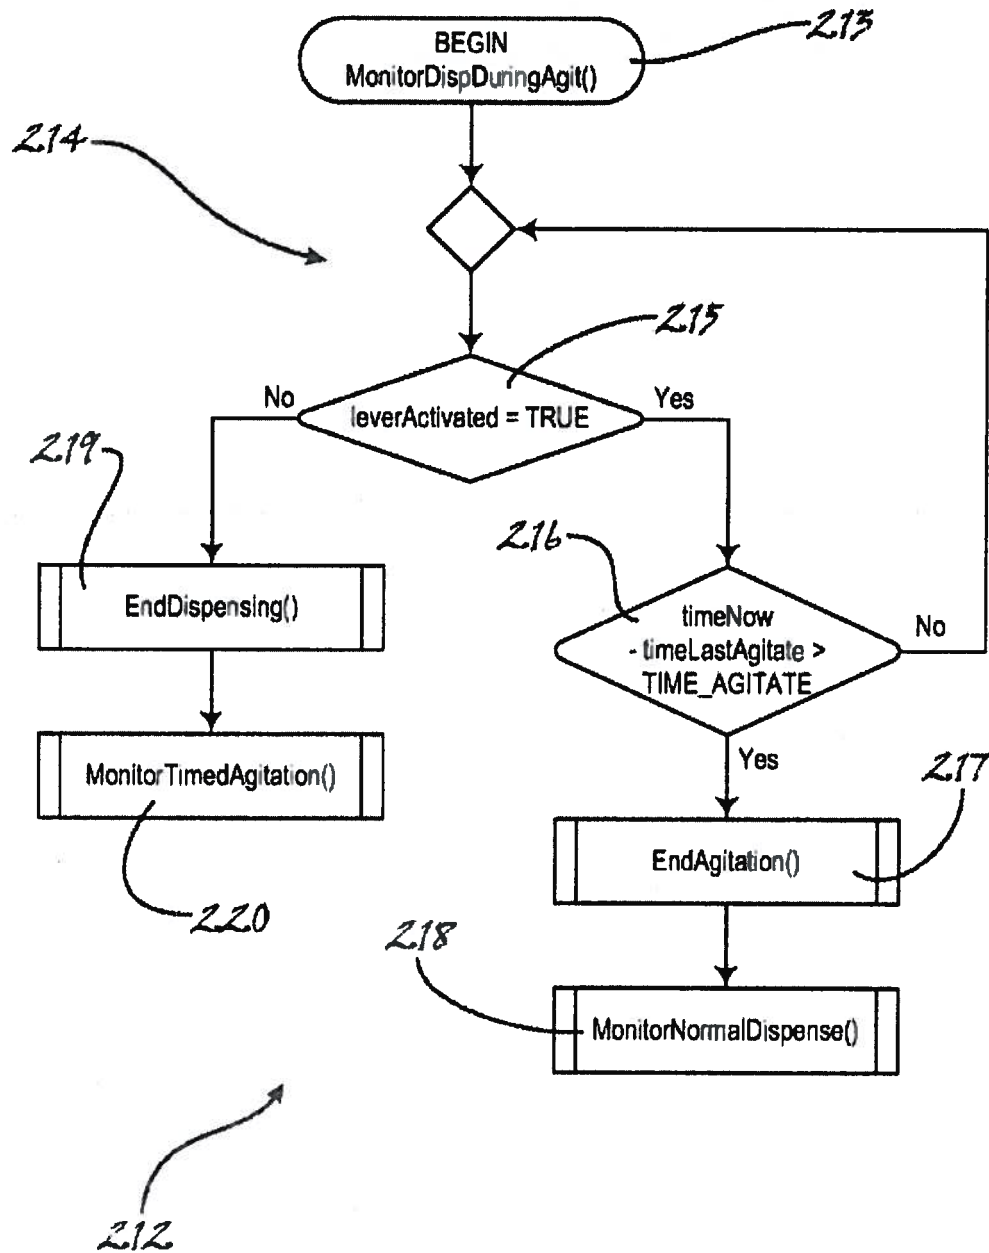 BEGIN
MonitorDispDuringAgit()
213
214
215
No
leverActivated = TRUE
Yes
219
216
EndDispensing()
timeNow
- timeLastAgitate >
TIME_AGITATE
No
MonitorTimedAgitation()
Yes
217
EndAgitation()
220
218
MonitorNormalDispense()
212